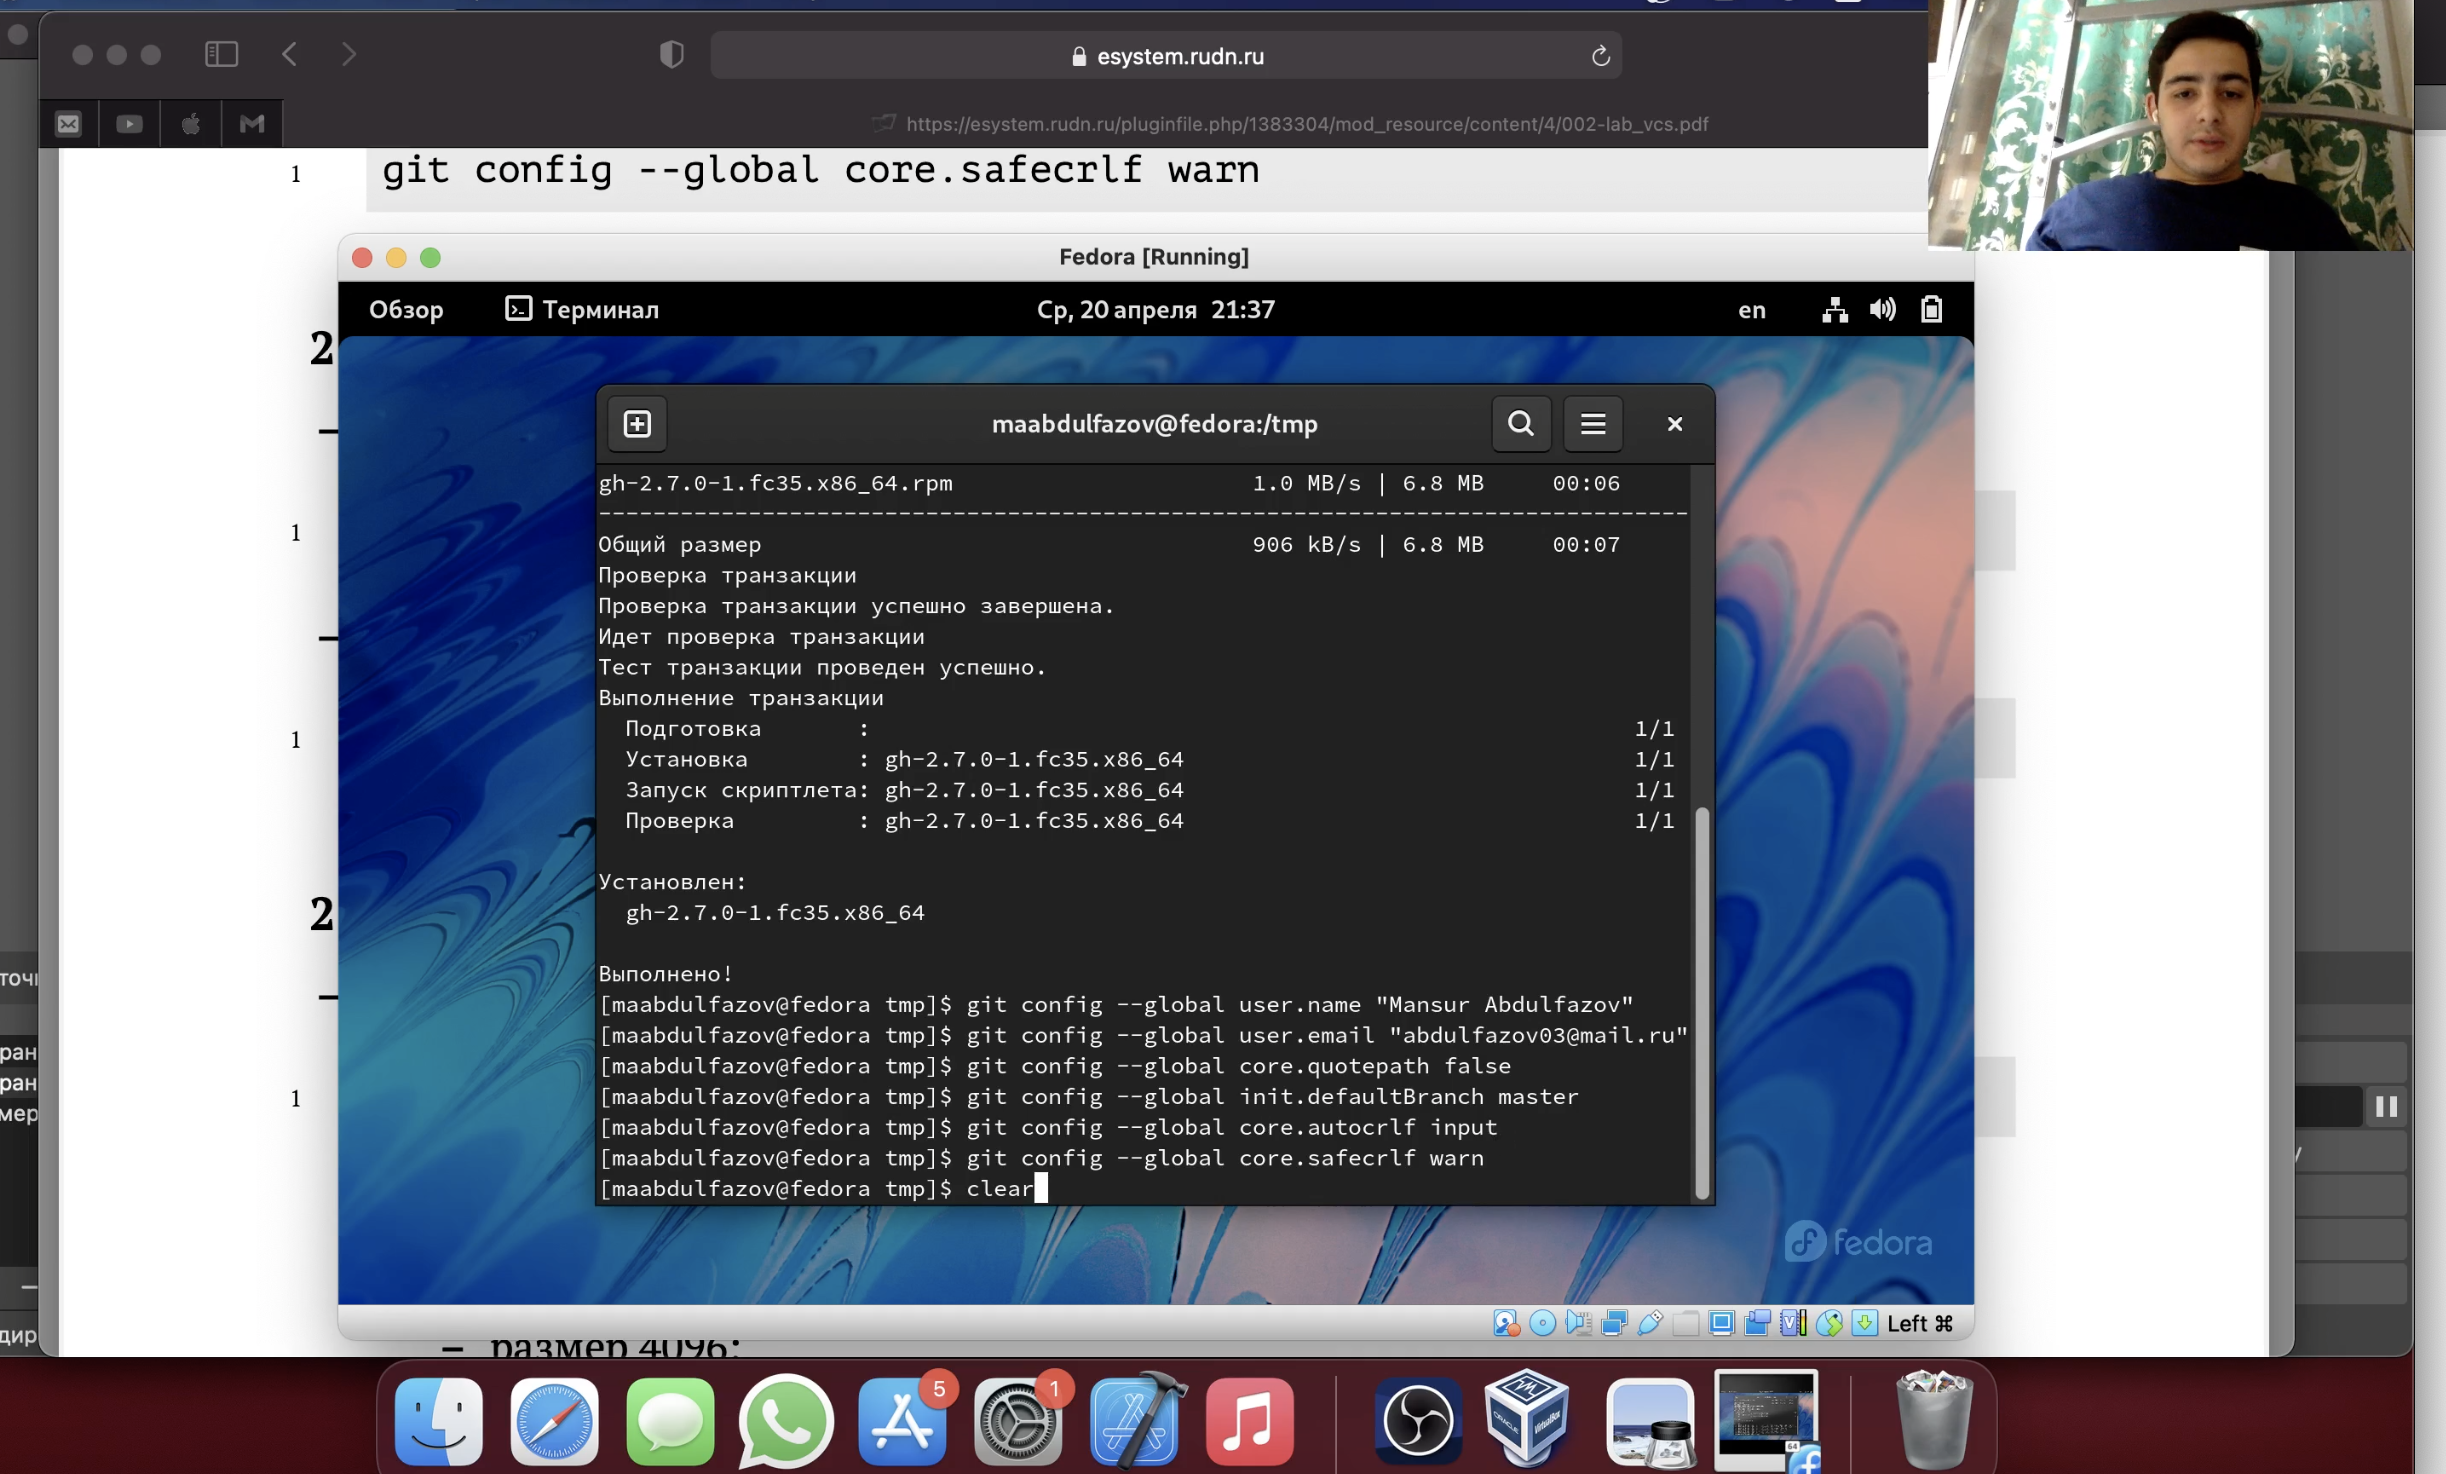 esystem.rudn.ru
https://esystem.rudn.ru/pluginfile.php/1383304/mod_resource/content/4/002-lab_vcs.pdf
1 git config --global core.safecrlf warn
Fedora [Running]
Обзор Терминал Ср, 20 апреля 21:37 en
2
maabdulfazov@fedora:/tmp
gh-2.7.0-1.fc35.x86_64.rpm 1.0 MB/s | 6.8 MB 00:06
--------------------------------------------------------------------------------
1
Общий размер 906 kB/s | 6.8 MB 00:07
Проверка транзакции
Проверка транзакции успешно завершена.
Идет проверка транзакции
Тест транзакции проведен успешно.
Выполнение транзакции
1
Подготовка : 1/1
Установка : gh-2.7.0-1.fc35.x86_64 1/1
Запуск скриптлета: gh-2.7.0-1.fc35.x86_64 1/1
Проверка : gh-2.7.0-1.fc35.x86_64 1/1
Установлен:
2
gh-2.7.0-1.fc35.x86_64
Выполнено!
[maabdulfazov@fedora tmp]$ git config --global user.name "Mansur Abdulfazov"
[maabdulfazov@fedora tmp]$ git config --global user.email "abdulfazov03@mail.ru"
[maabdulfazov@fedora tmp]$ git config --global core.quotepath false
1
[maabdulfazov@fedora tmp]$ git config --global init.defaultBranch master
[maabdulfazov@fedora tmp]$ git config --global core.autocrlf input
[maabdulfazov@fedora tmp]$ git config --global core.safecrlf warn
[maabdulfazov@fedora tmp]$ clear
fedora
Left ⌘
– размер 4096:
5
1